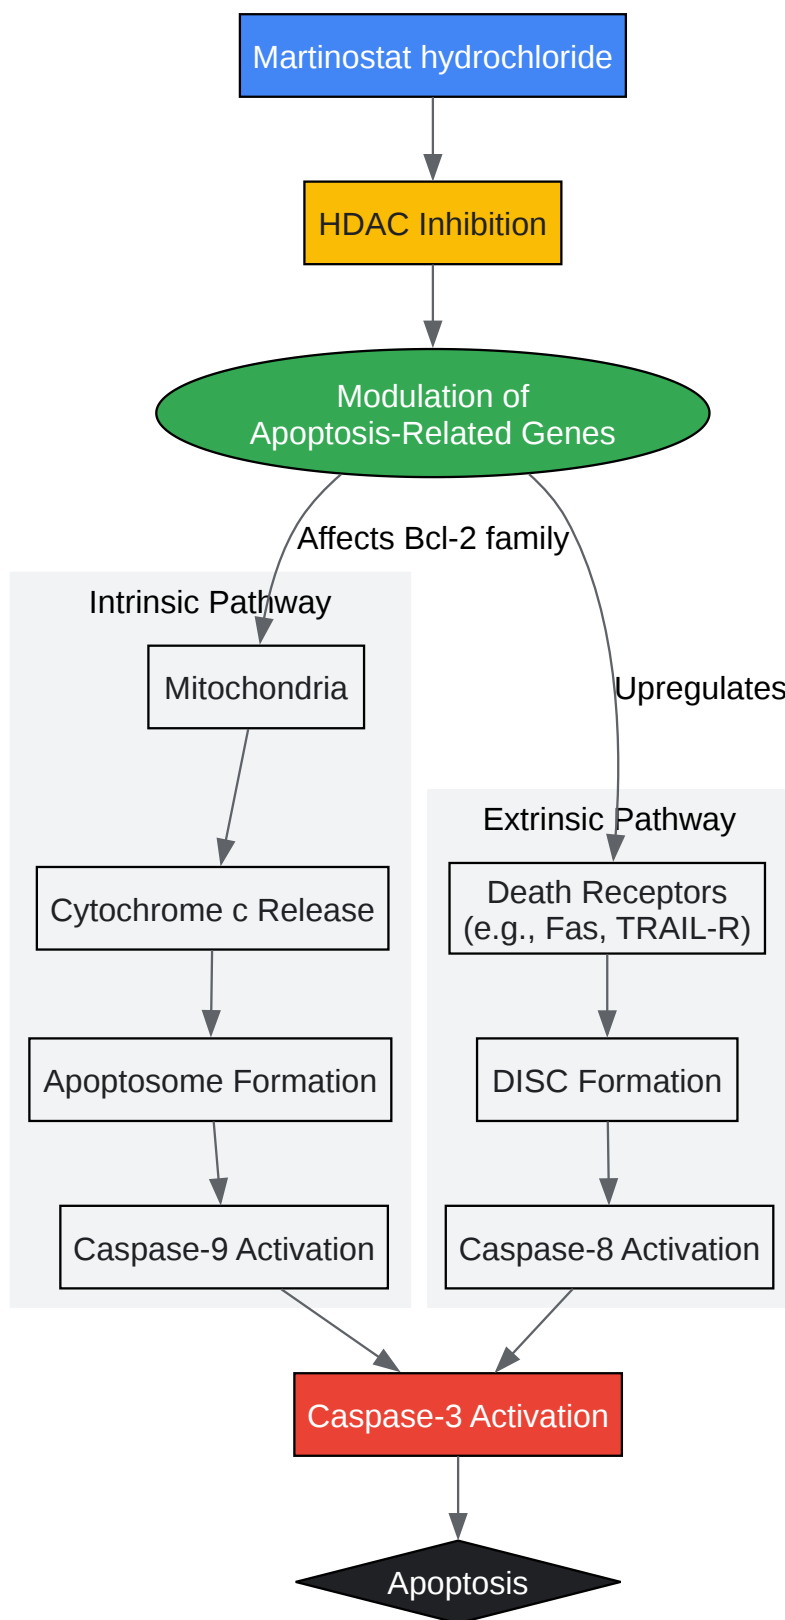 Martinostat hydrochloride
HDAC Inhibition
Modulation of
Apoptosis-Related Genes
Affects Bcl-2 family
Intrinsic Pathway
Mitochondria
Upregulates
Extrinsic Pathway
Cytochrome c Release
Death Receptors
(e.g., Fas, TRAIL-R)
Apoptosome Formation
DISC Formation
Caspase-9 Activation
Caspase-8 Activation
Caspase-3 Activation
Apoptosis